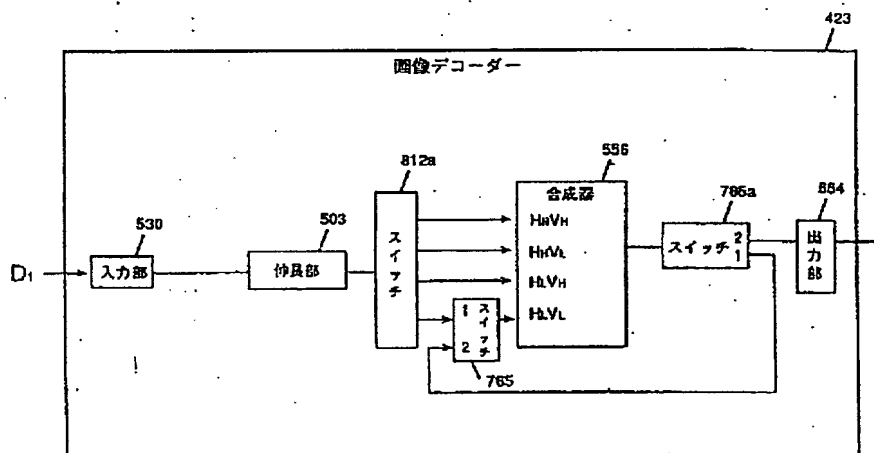 423
画像デコーダー
812a
556
合成器
765a
664
530
503
HHVH
HHVL
HLVH
HLVL
スイッチ
スイッチ
2
1
出力部
D1
入力部
伸長部
1
2
スイッチ
765